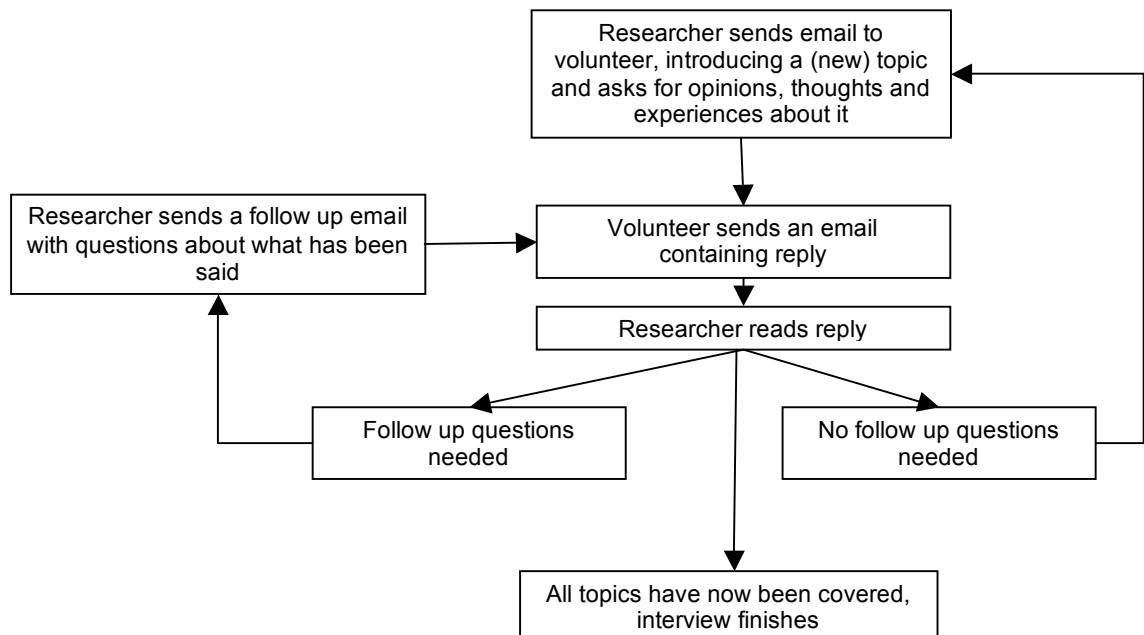 Researcher sends email to
volunteer, introducing a (new) topic
and asks for opinions, thoughts and
experiences about it
Researcher sends a follow up email
with questions about what has been
said
Volunteer sends an email
containing reply
Researcher reads reply
Follow up questions
needed
No follow up questions
needed
All topics have now been covered,
interview finishes